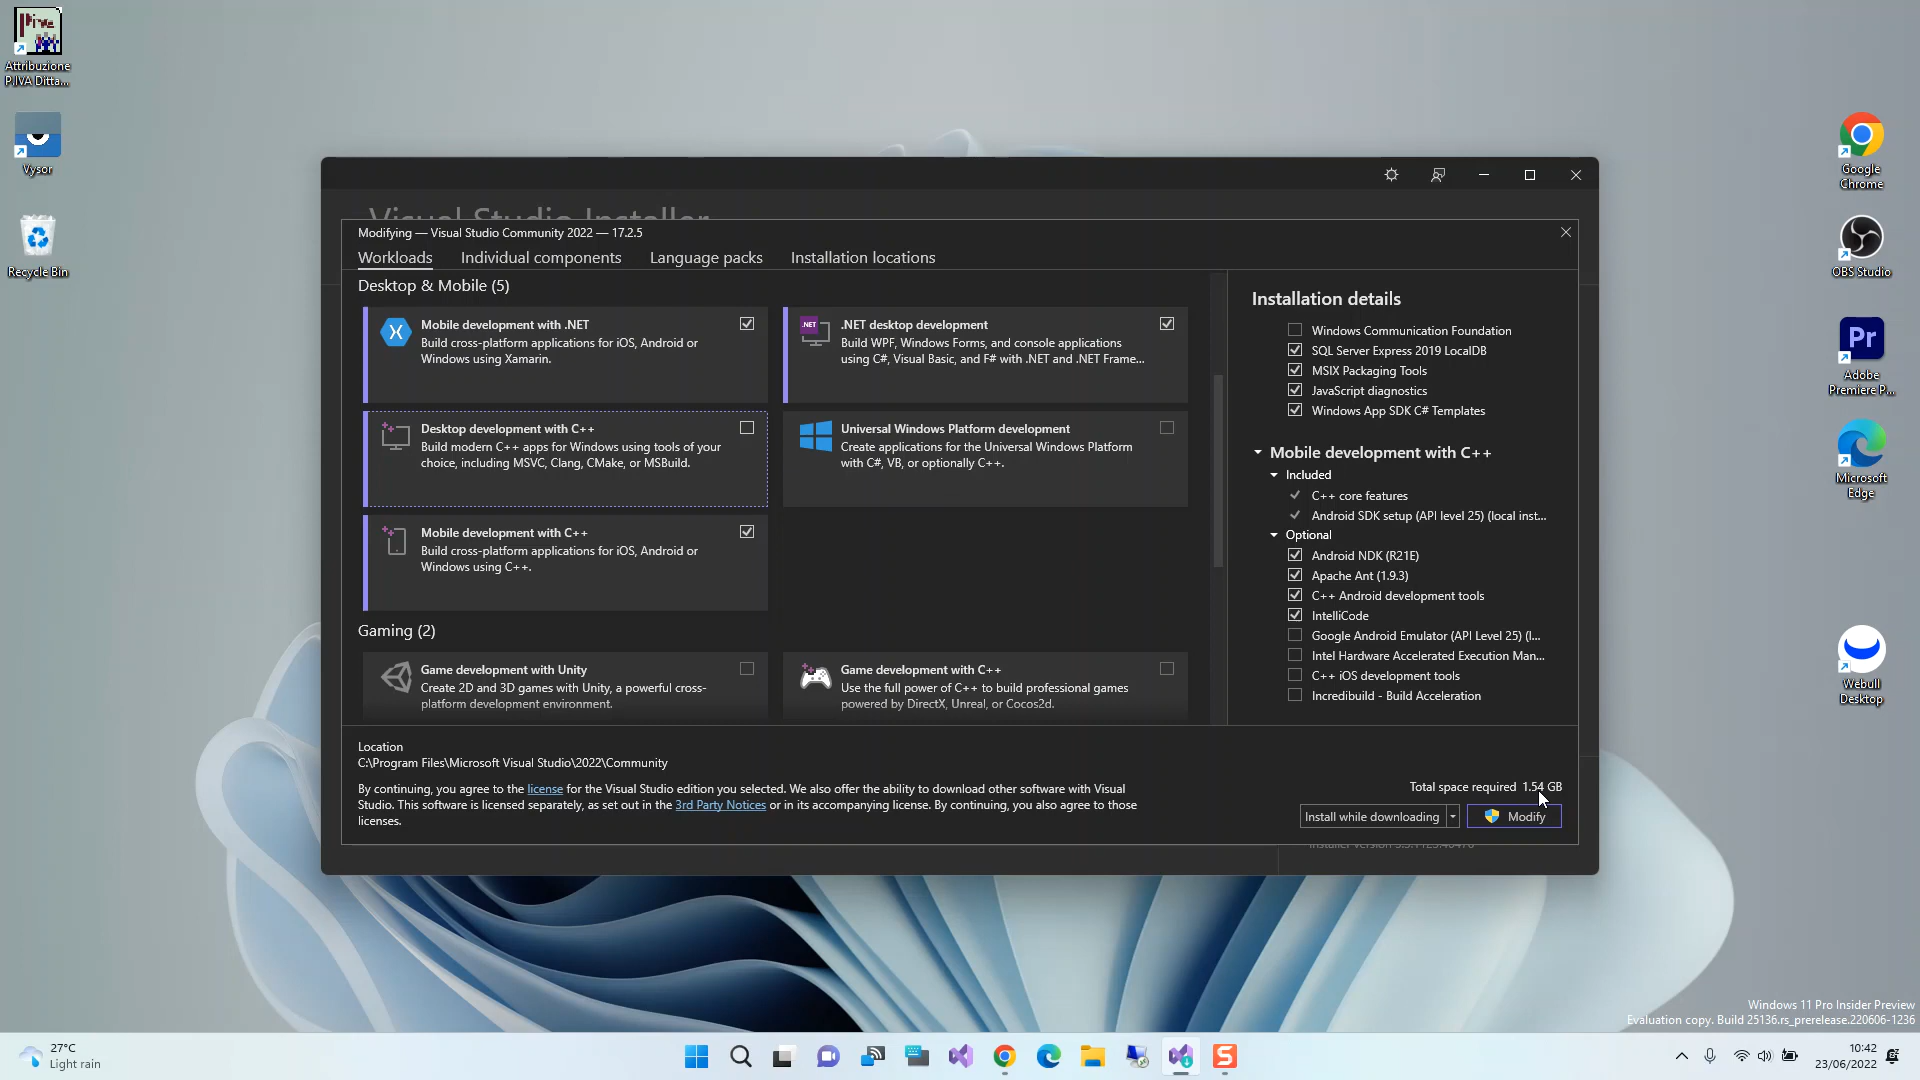 Attribuzione
P.IVA Ditta...
Vysor
Recycle Bin
Google
Chrome
OBS Studio
Pr
Adobe
Premiere P...
Microsoft
Edge
Webull
Desktop
Visual Studio Installer
Modifying — Visual Studio Community 2022 — 17.2.5
Workloads
Individual components
Language packs
Installation locations
Desktop & Mobile (5)
Mobile development with .NET
Build cross-platform applications for iOS, Android or
Windows using Xamarin.
.NET
.NET desktop development
Build WPF, Windows Forms, and console applications
using C#, Visual Basic, and F# with .NET and .NET Frame...
Desktop development with C++
Build modern C++ apps for Windows using tools of your
choice, including MSVC, Clang, CMake, or MSBuild.
Universal Windows Platform development
Create applications for the Universal Windows Platform
with C#, VB, or optionally C++.
Mobile development with C++
Build cross-platform applications for iOS, Android or
Windows using C++.
Gaming (2)
Game development with Unity
Create 2D and 3D games with Unity, a powerful cross-
platform development environment.
Game development with C++
Use the full power of C++ to build professional games
powered by DirectX, Unreal, or Cocos2d.
Installation details
Windows Communication Foundation
SQL Server Express 2019 LocalDB
MSIX Packaging Tools
JavaScript diagnostics
Windows App SDK C# Templates
Mobile development with C++
Included
C++ core features
Android SDK setup (API level 25) (local inst...
Optional
Android NDK (R21E)
Apache Ant (1.9.3)
C++ Android development tools
IntelliCode
Google Android Emulator (API Level 25) (l...
Intel Hardware Accelerated Execution Man...
C++ iOS development tools
Incredibuild - Build Acceleration
Location
C:\Program Files\Microsoft Visual Studio\2022\Community
By continuing, you agree to the license for the Visual Studio edition you selected. We also offer the ability to download other software with Visual
Studio. This software is licensed separately, as set out in the 3rd Party Notices or in its accompanying license. By continuing, you also agree to those
licenses.
Total space required 1.54 GB
Install while downloading
Modify
Windows 11 Pro Insider Preview
Evaluation copy. Build 25136.rs_prerelease.220606-1236
27°C
Light rain
10:42
23/06/2022